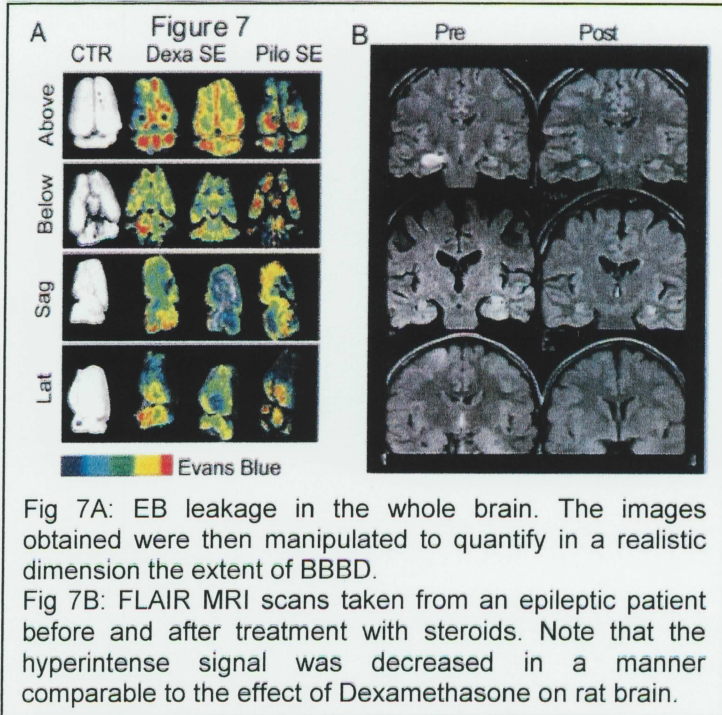 Figure 7
A
B
CTR Dexa SE Pilo SE
Pre Post
Above
Below
Sag
Lat
Evans Blue
Fig 7A: EB leakage in the whole brain. The images
obtained were then manipulated to quantify in a realistic
dimension the extent of BBBD.
Fig 7B: FLAIR MRI scans taken from an epileptic patient
before and after treatment with steroids. Note that the
hyperintense signal was decreased in a manner
comparable to the effect of Dexamethasone on rat brain.